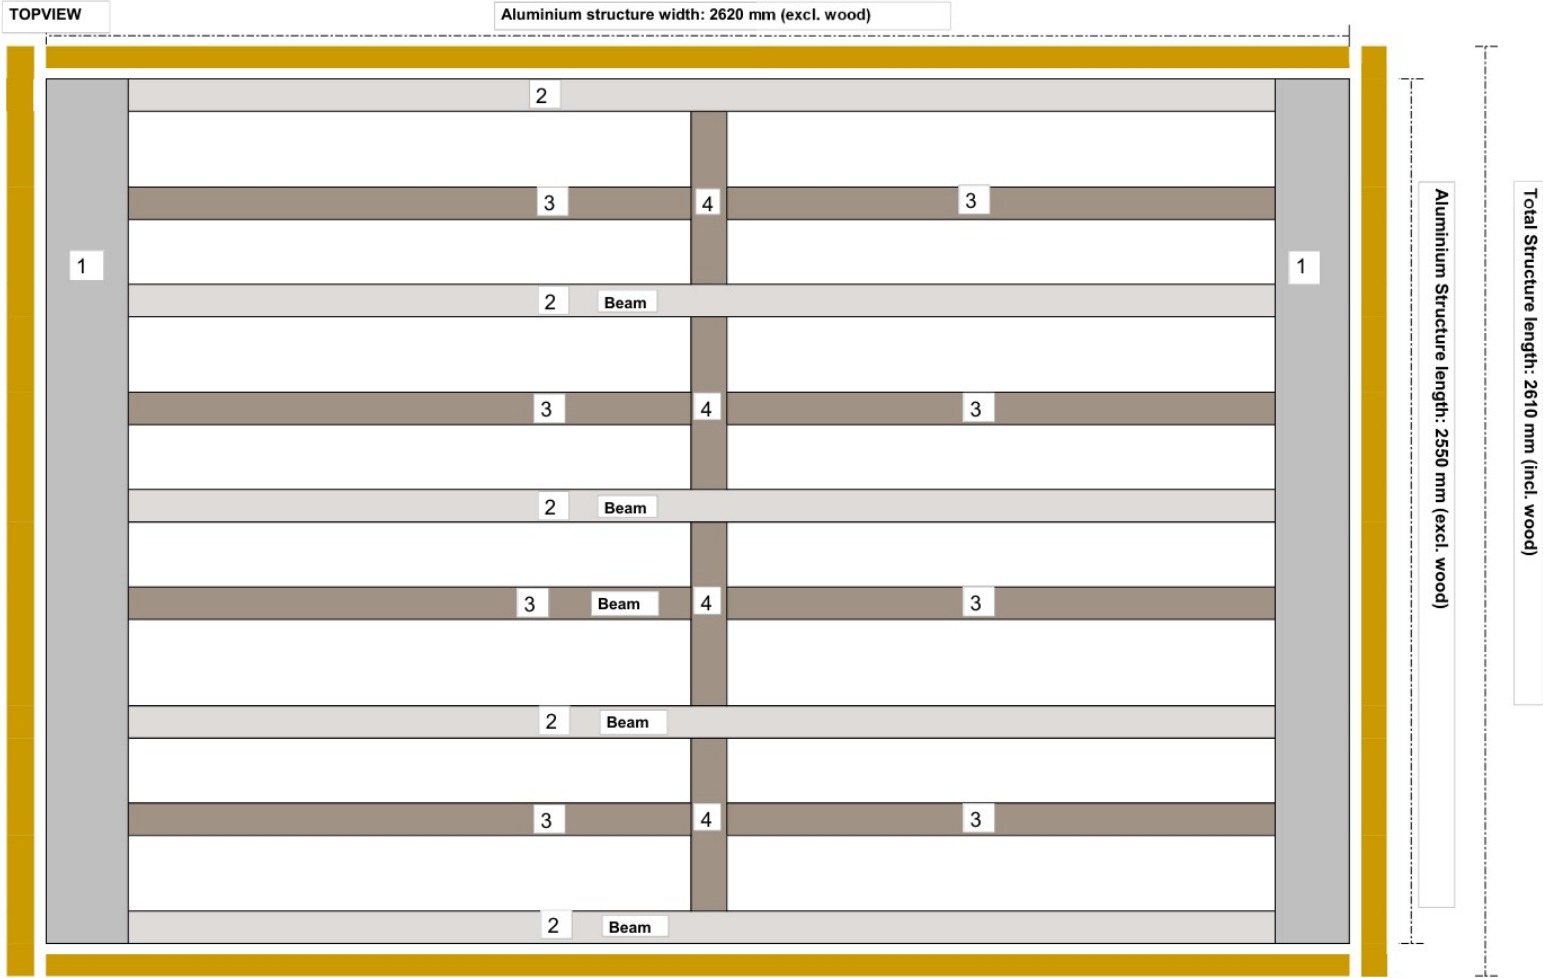 TOPVIEW
Aluminium structure width: 2620 mm (excl. wood)
2
3
4
3
1
1
2 Beam
3
4
3
2 Beam
3 Beam
4
3
2 Beam
3
4
3
2 Beam
Aluminium Structure length: 2550 mm (excl. wood)
Total Structure length: 2610 mm (incl. wood)